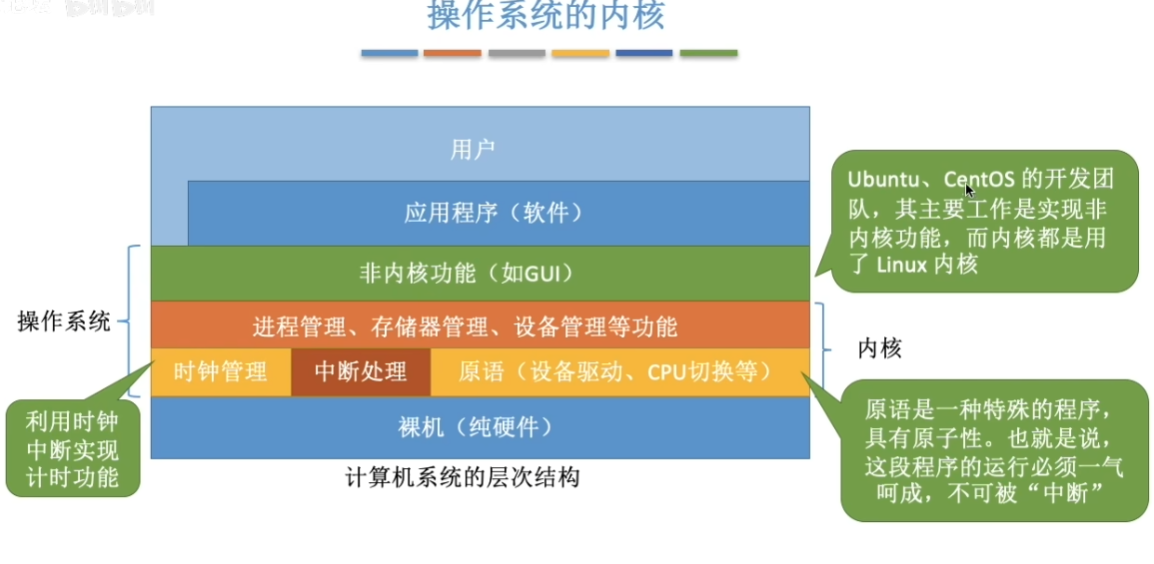 操作系统的内核
用户
应用程序（软件）
非内核功能（如GUI）
进程管理、存储器管理、设备管理等功能
时钟管理
中断处理
原语（设备驱动、CPU切换等）
裸机（纯硬件）
计算机系统的层次结构
操作系统
内核
利用时钟
中断实现
计时功能
Ubuntu、CentOS 的开发团
队，其主要工作是实现非
内核功能，而内核都是用
了 Linux 内核
原语是一种特殊的程序，
具有原子性。也就是说，
这段程序的运行必须一气
呵成，不可被“中断”